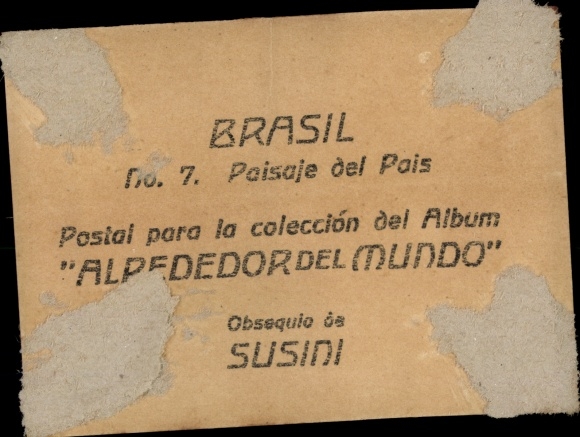 BRASIL
No. 7. Paisaje del Pais
Postal para la colección del Album
"ALREDEDOR DEL MUNDO"
Obsequio de
SUSINI